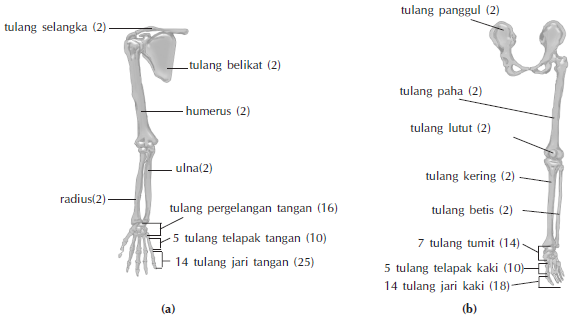 tulang selangka (2)
tulang belikat (2)
humerus (2)
ulna(2)
radius(2)
tulang pergelangan tangan (16)
5 tulang telapak tangan (10)
14 tulang jari tangan (25)
(a)
tulang panggul (2)
tulang paha (2)
tulang lutut (2)
tulang kering (2)
tulang betis (2)
7 tulang tumit (14)
5 tulang telapak kaki (10)
14 tulang jari kaki (18)
(b)